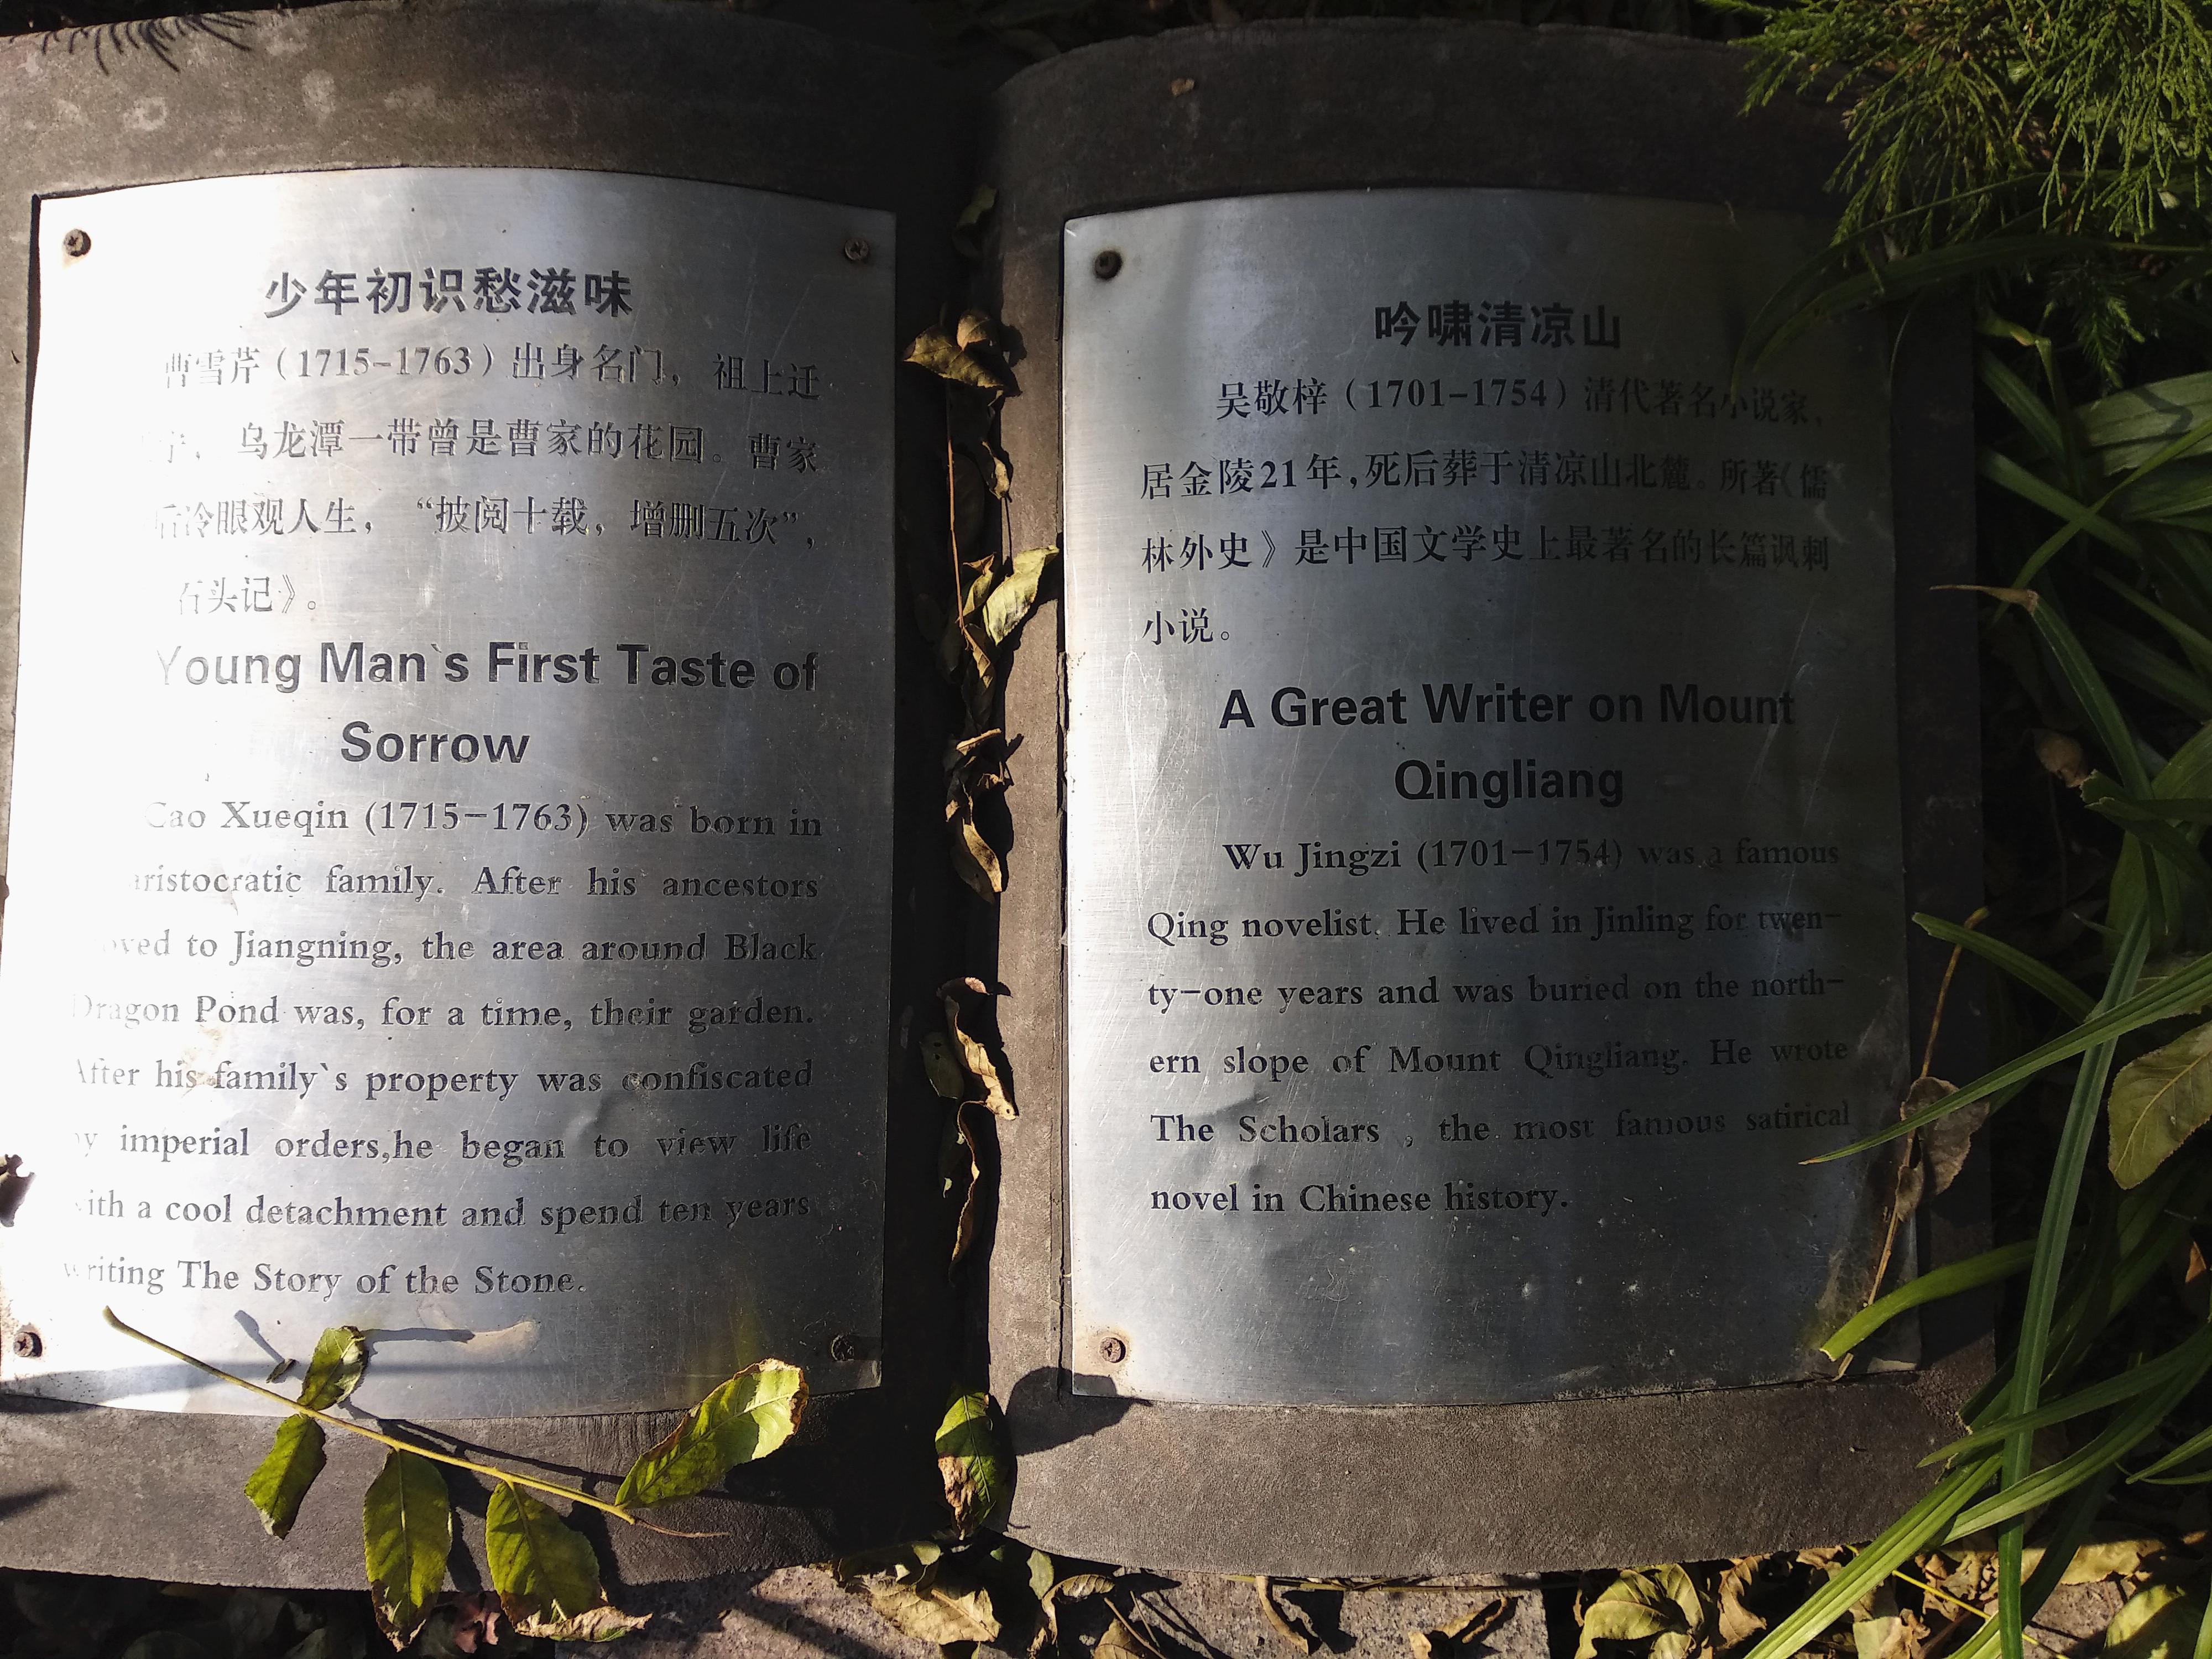 少年初识愁滋味
曹雪芹（1715-1763）出身名门， 祖上迁
乌龙潭一带曾是曹家的花园。曹家
后冷眼观人生， “披阅十载，增删五次”，
石头记》。
Young Man`s First Taste of
Sorrow
Cao Xueqin (1715-1763) was born in
aristocratic family. After his ancestors
to Jiangning, the area around Black
Dragon Pond was, for a time, their garden.
After his family`s property was confiscated
by imperial orders,he began to view life
with a cool detachment and spend ten years
writing The Story of the Stone.
吟啸清凉山
吴敬梓（1701-1754）清代著名小说家、
居金陵21年,死后葬于清凉山北麓。所著《儒
林外史》是中国文学史上最著名的长篇讽刺
小说。
A Great Writer on Mount
Qingliang
Wu Jingzi (1701-1754) was a famous
Qing novelist. He lived in Jinling for twen-
ty-one years and was buried on the north-
ern slope of Mount Qingliang. He wrote
The Scholars , the most famous satirical
novel in Chinese history.